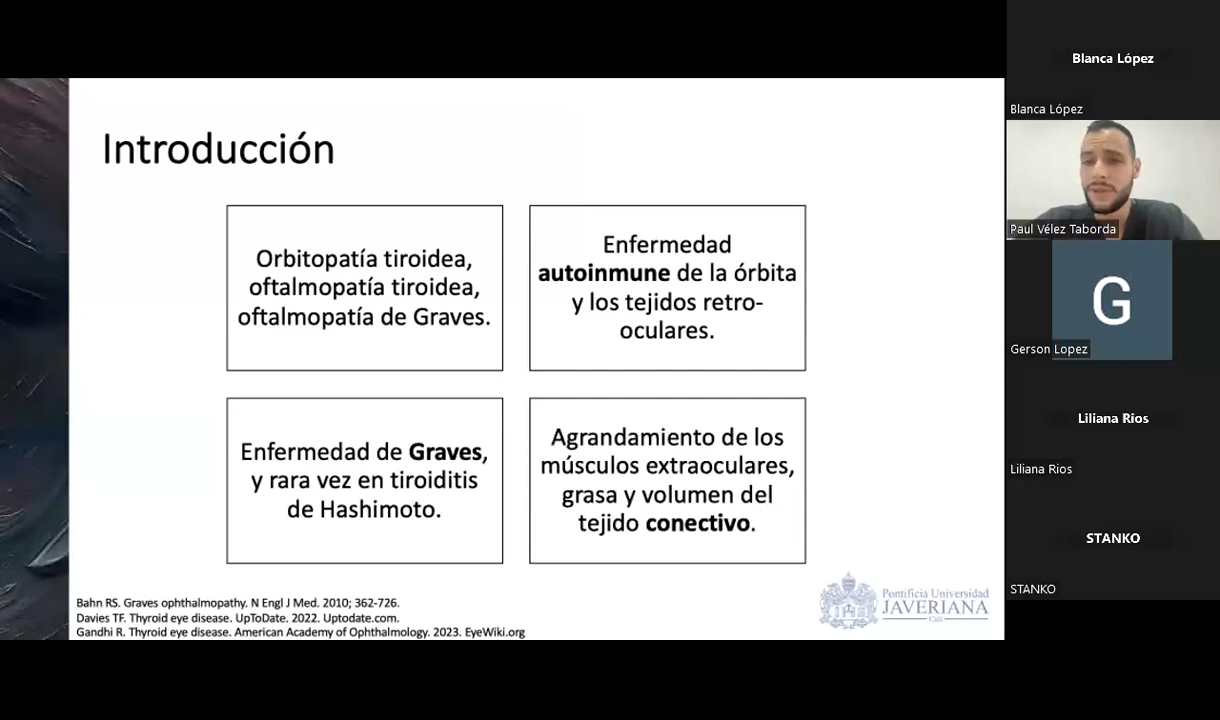 Introducción
Orbitopatía tiroidea,
oftalmopatía tiroidea,
oftalmopatía de Graves.
Enfermedad
autoinmune de la órbita
y los tejidos retro-
oculares.
Enfermedad de Graves,
y rara vez en tiroiditis
de Hashimoto.
Agrandamiento de los
músculos extraoculares,
grasa y volumen del
tejido conectivo.
Bahn RS. Graves ophthalmopathy. N Engl J Med. 2010; 362-726.
Davies TF. Thyroid eye disease. UpToDate. 2022. Uptodate.com.
Gandhi R. Thyroid eye disease. American Academy of Ophthalmology. 2023. EyeWiki.org
Pontificia Universidad
JAVERIANA
Cali
Blanca López
Blanca López
Paul Vélez Taborda
G
Gerson Lopez
Liliana Rios
Liliana Rios
STANKO
STANKO